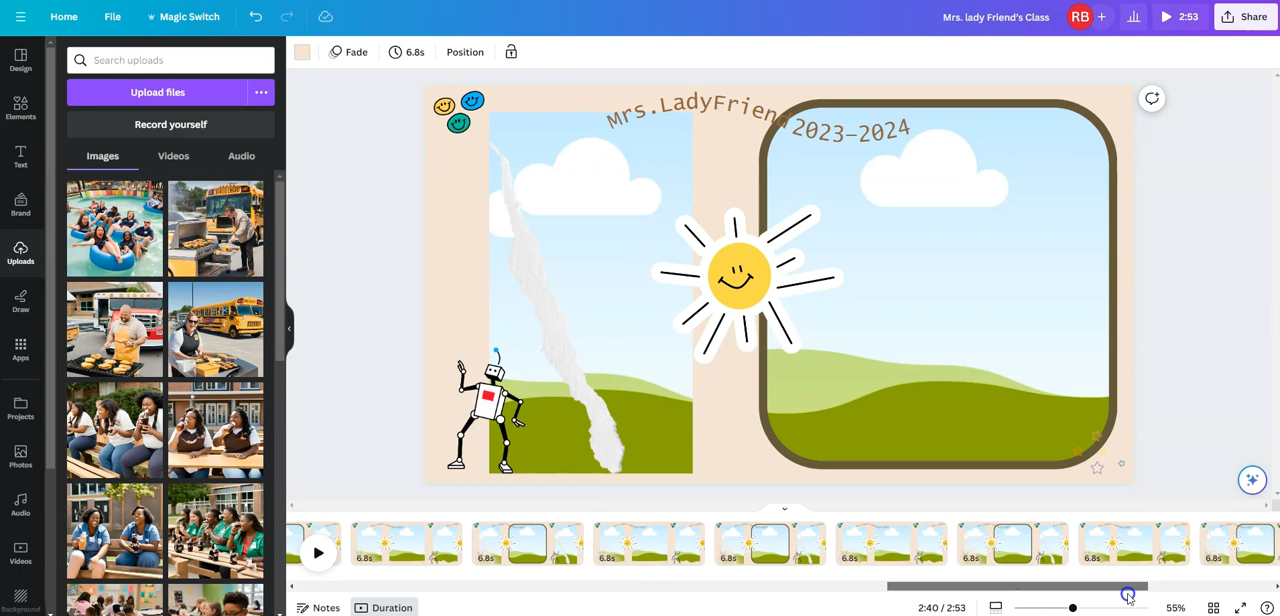 Home File Magic Switch Mrs. lady Friend's Class RB + 2:53 Share
Design
Elements
Text
Brand
Uploads
Draw
Apps
Projects
Photos
Audio
Videos
Background
Search uploads
Upload files
Record yourself
Images Videos Audio
Fade 6.8s Position
Mrs.LadyFriend 2023-2024
6.8s 6.8s 6.8s 6.8s 6.8s 6.8s 6.8s 6.8s
Notes Duration 2:40 / 2:53 55%